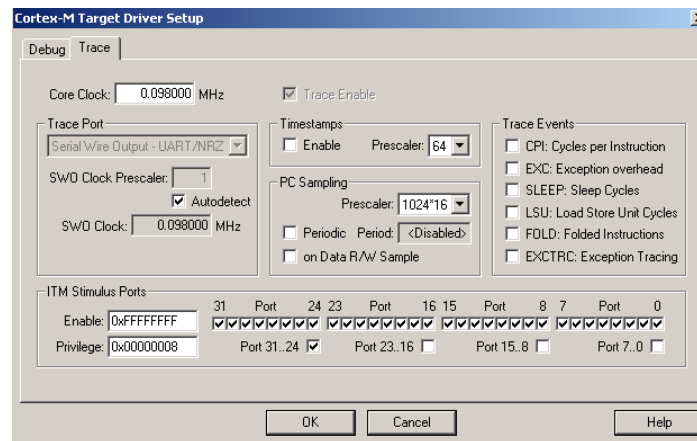 Cortex-M Target Driver Setup
Debug Trace
Core Clock: 0.098000 MHz Trace Enable
Trace Port
Serial Wire Output - UART/NRZ
SWO Clock Prescaler: 1
Autodetect
SWO Clock: 0.098000 MHz
Timestamps
Enable Prescaler: 64
PC Sampling
Prescaler: 1024*16
Periodic Period: <Disabled>
on Data R/W Sample
Trace Events
CPI: Cycles per Instruction
EXC: Exception overhead
SLEEP: Sleep Cycles
LSU: Load Store Unit Cycles
FOLD: Folded Instructions
EXCTRC: Exception Tracing
ITM Stimulus Ports
31 Port 24 23 Port 16 15 Port 8 7 Port 0
Enable: 0xFFFFFFFF
Privilege: 0x00000008 Port 31..24 Port 23..16 Port 15..8 Port 7..0
OK Cancel Help